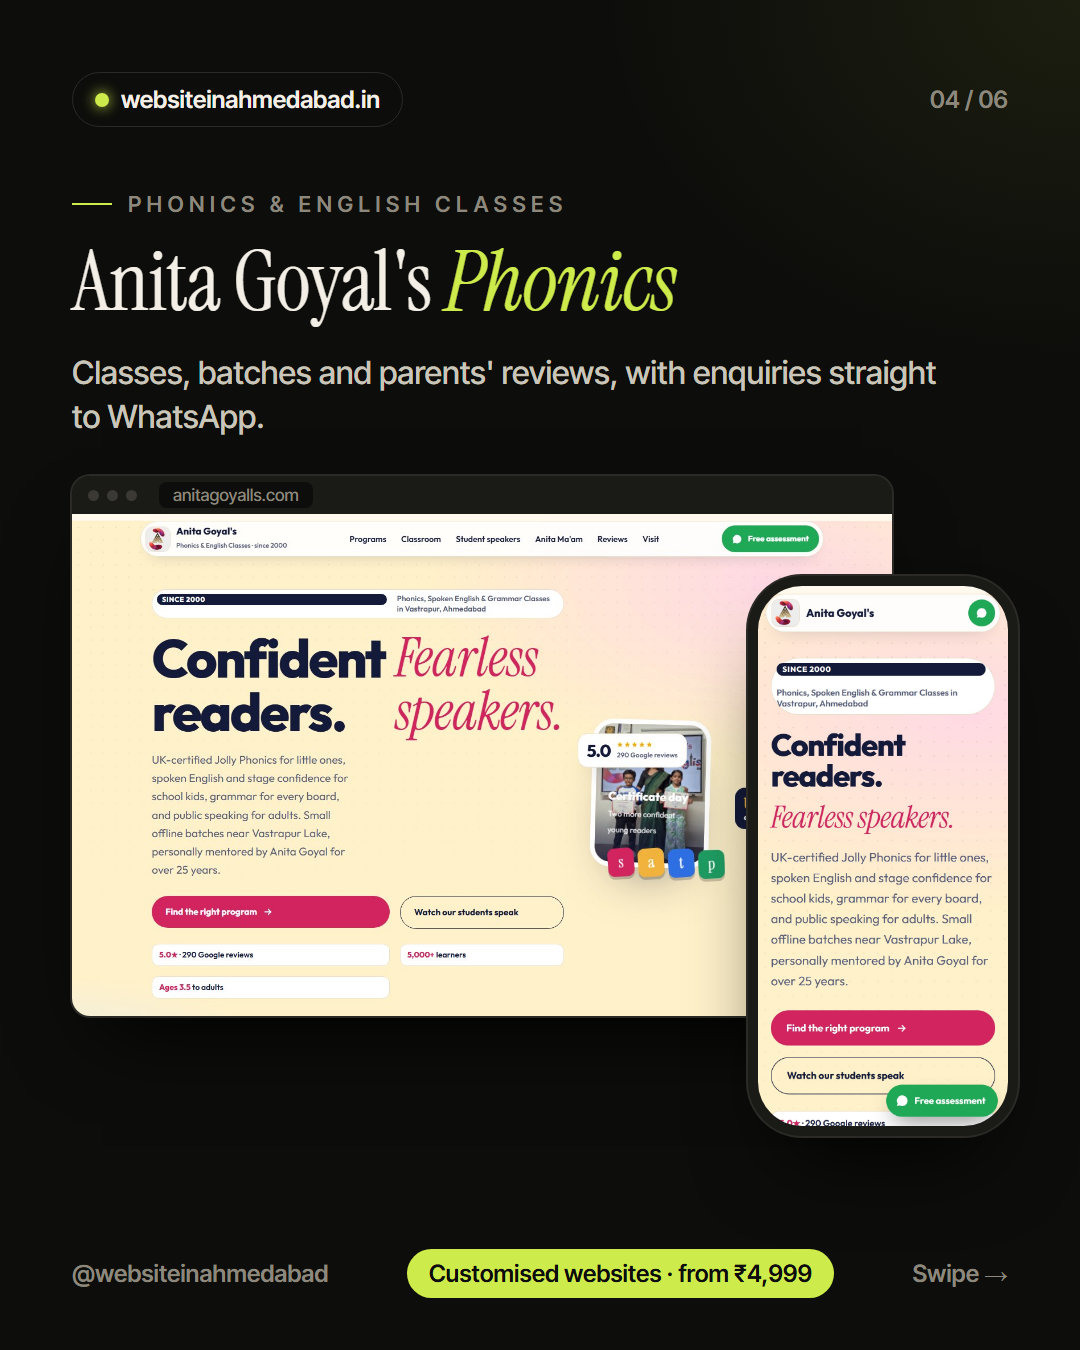 websiteinahmedabad.in
04 / 06
PHONICS & ENGLISH CLASSES
Anita Goyal's Phonics
Classes, batches and parents' reviews, with enquiries straight
to WhatsApp.
anitagoyalls.com
Anita Goyal's
Phonics & English Classes · since 2000
Programs Classroom Student speakers Anita Ma'am Reviews Visit
Free assessment
SINCE 2000
Phonics, Spoken English & Grammar Classes
in Vastrapur, Ahmedabad
Confident Fearless
readers. speakers.
UK-certified Jolly Phonics for little ones,
spoken English and stage confidence for
school kids, grammar for every board,
and public speaking for adults. Small
offline batches near Vastrapur Lake,
personally mentored by Anita Goyal for
over 25 years.
Find the right program →
Watch our students speak
5.0★ · 290 Google reviews
5,000+ learners
Ages 3.5 to adults
5.0 ★★★★★
290 Google reviews
Certificate day
Two more confident
young readers
s a t p
Anita Goyal's
SINCE 2000
Phonics, Spoken English & Grammar Classes in
Vastrapur, Ahmedabad
Confident
readers.
Fearless speakers.
UK-certified Jolly Phonics for little ones,
spoken English and stage confidence for
school kids, grammar for every board,
and public speaking for adults. Small
offline batches near Vastrapur Lake,
personally mentored by Anita Goyal for
over 25 years.
Find the right program →
Watch our students speak
Free assessment
5.0★ · 290 Google reviews
@websiteinahmedabad
Customised websites · from ₹4,999
Swipe →